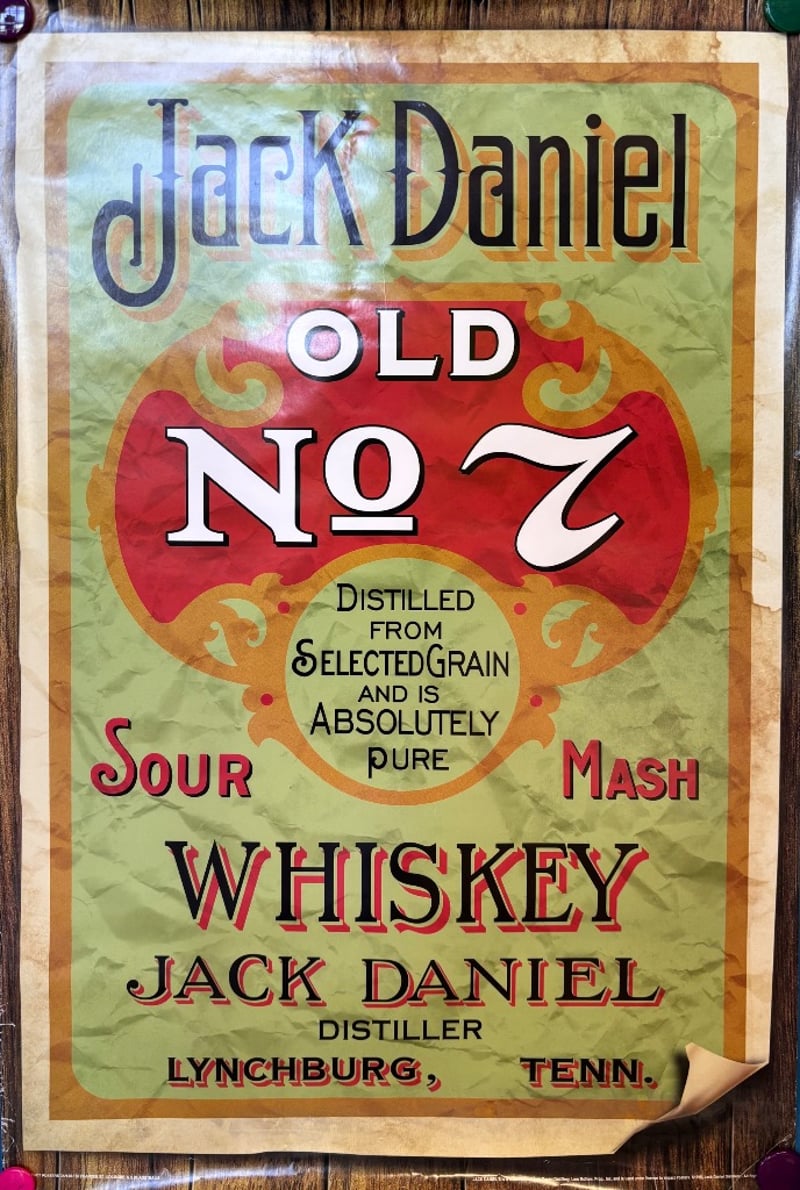 Jack Daniel
OLD
No 7
DISTILLED
FROM
SELECTED GRAIN
AND IS
ABSOLUTELY
PURE
SOUR MASH
WHISKEY
JACK DANIEL
DISTILLER
LYNCHBURG, TENN.